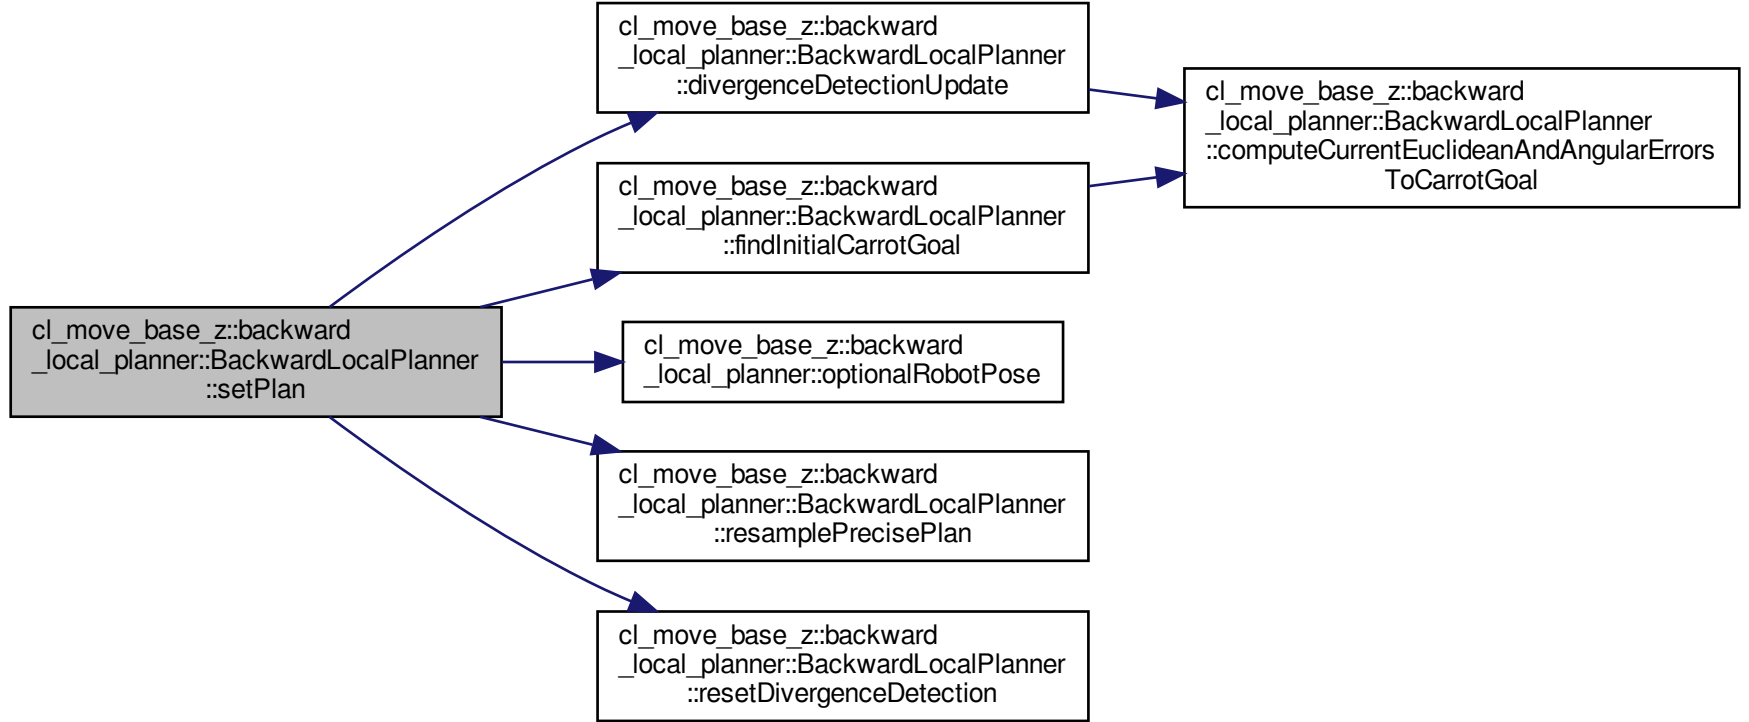 cl_move_base_z::backward
_local_planner::BackwardLocalPlanner
::setPlan
cl_move_base_z::backward
_local_planner::BackwardLocalPlanner
::divergenceDetectionUpdate
cl_move_base_z::backward
_local_planner::BackwardLocalPlanner
::findInitialCarrotGoal
cl_move_base_z::backward
_local_planner::optionalRobotPose
cl_move_base_z::backward
_local_planner::BackwardLocalPlanner
::resamplePrecisePlan
cl_move_base_z::backward
_local_planner::BackwardLocalPlanner
::resetDivergenceDetection
cl_move_base_z::backward
_local_planner::BackwardLocalPlanner
::computeCurrentEuclideanAndAngularErrors
ToCarrotGoal